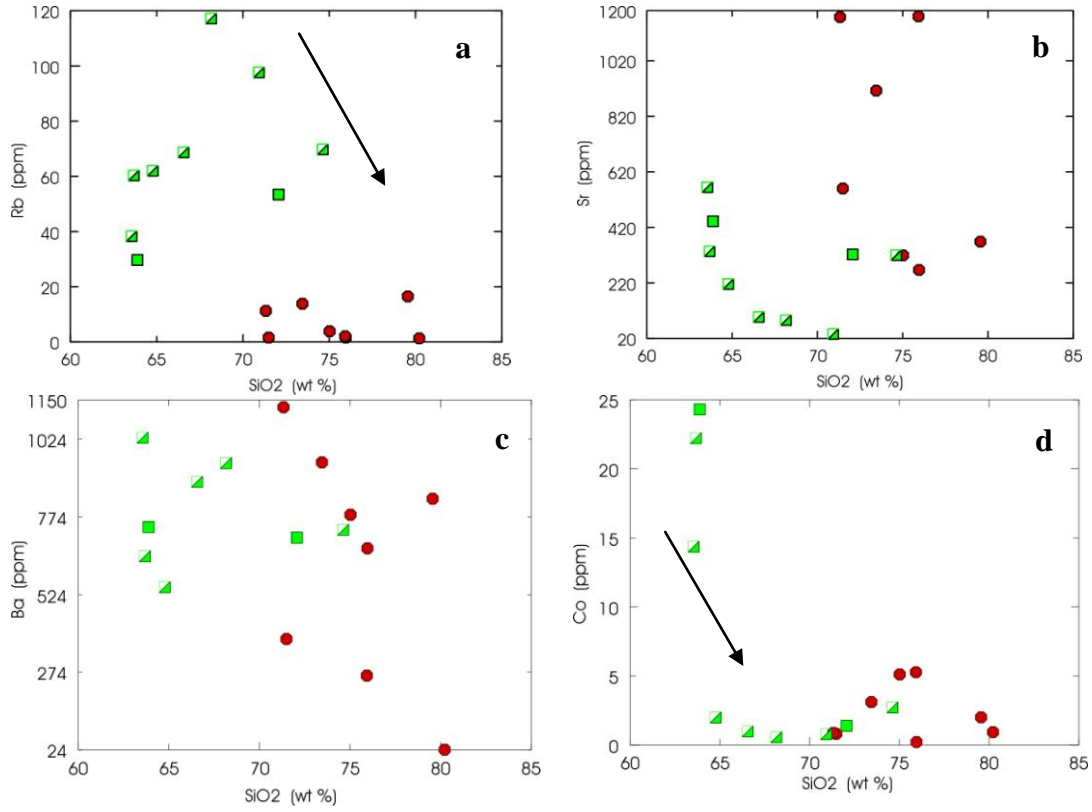 a
120
100
80
60
40
20
0
Rb (ppm)
60 65 70 75 80 85
SiO2 (wt %)
b
1200
1020
820
620
420
220
20
Sr (ppm)
60 65 70 75 80 85
SiO2 (wt %)
c
1150
1024
774
524
274
24
Ba (ppm)
60 65 70 75 80 85
SiO2 (wt %)
d
25
20
15
10
5
0
Co (ppm)
60 65 70 75 80 85
SiO2 (wt %)